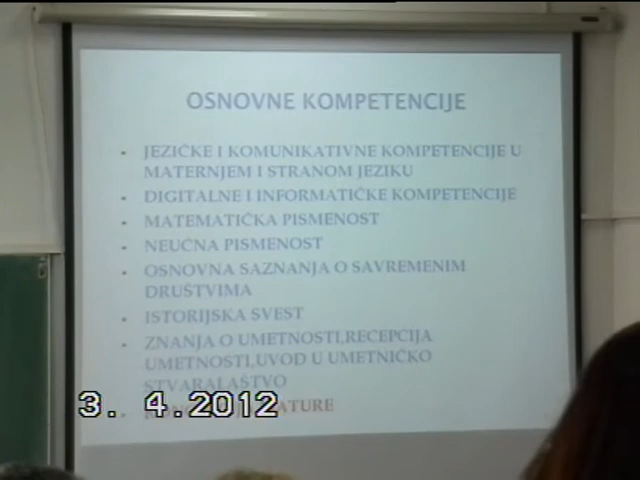 OSNOVNE KOMPETENCIJE
• JEZIČKE I KOMUNIKATIVNE KOMPETENCIJE U
MATERNJEM I STRANOM JEZIKU
• DIGITALNE I INFORMATIČKE KOMPETENCIJE
• MATEMATIČKA PISMENOST
• NEUČNA PISMENOST
• OSNOVNA SAZNANJA O SAVREMENIM
DRUŠTVIMA
• ISTORIJSKA SVEST
• ZNANJA O UMETNOSTI,RECEPCIJA
UMETNOSTI,UVOD U UMETNIČKO
STVARALAŠTVO
3. 4.2012